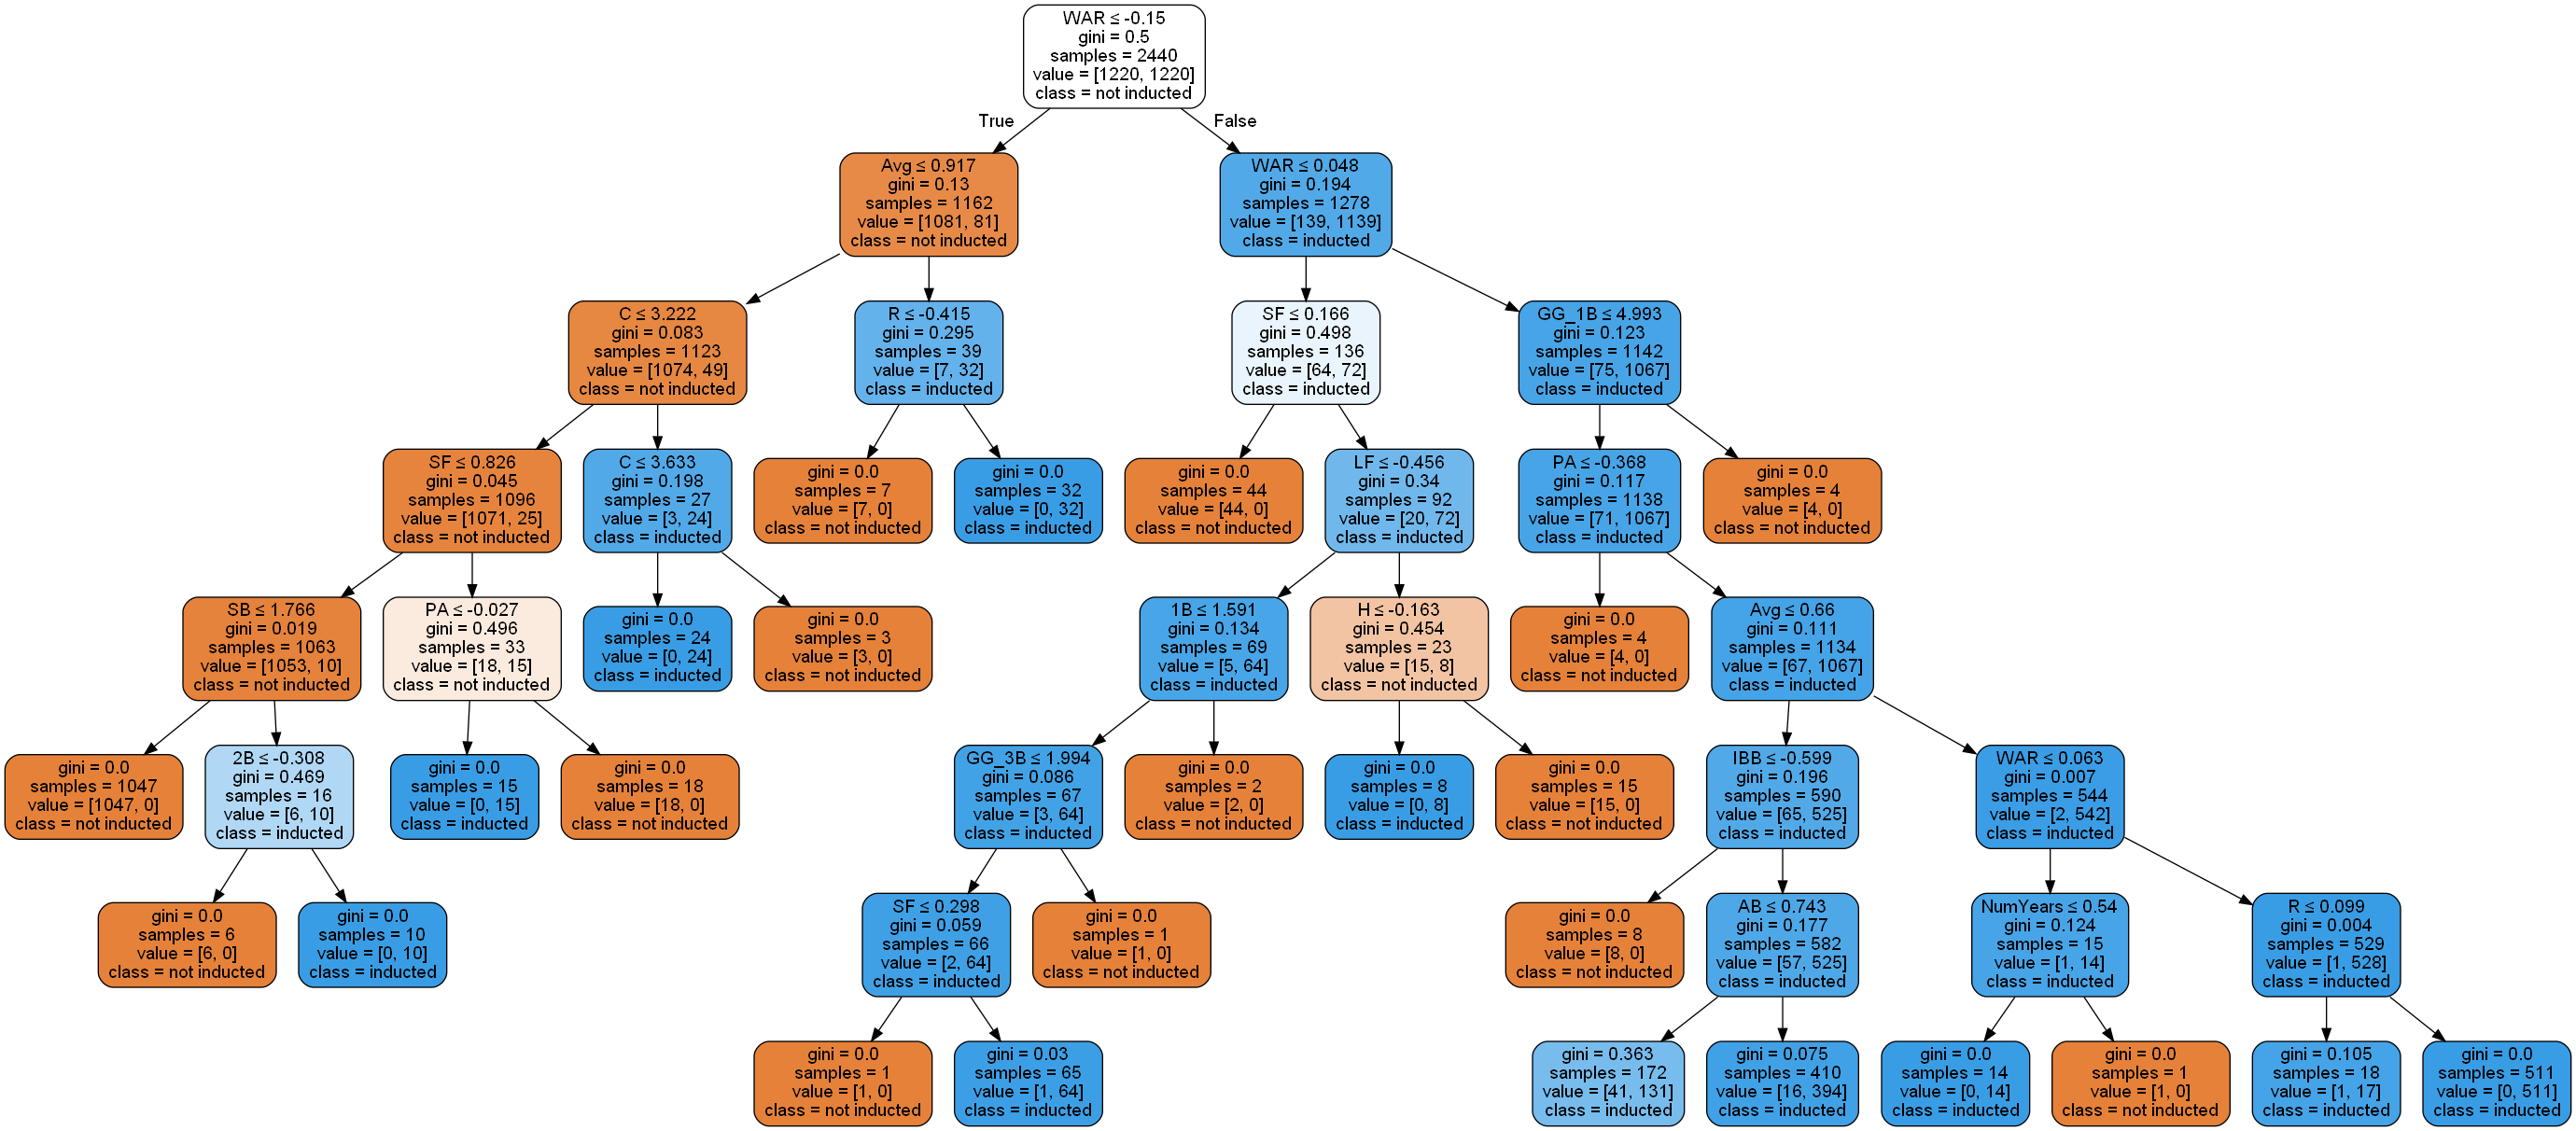 WAR ≤ -0.15
gini = 0.5
samples = 2440
value = [1220, 1220]
class = not inducted
True
False
Avg ≤ 0.917
gini = 0.13
samples = 1162
value = [1081, 81]
class = not inducted
WAR ≤ 0.048
gini = 0.194
samples = 1278
value = [139, 1139]
class = inducted
C ≤ 3.222
gini = 0.083
samples = 1123
value = [1074, 49]
class = not inducted
R ≤ -0.415
gini = 0.295
samples = 39
value = [7, 32]
class = inducted
SF ≤ 0.166
gini = 0.498
samples = 136
value = [64, 72]
class = inducted
GG_1B ≤ 4.993
gini = 0.123
samples = 1142
value = [75, 1067]
class = inducted
SF ≤ 0.826
gini = 0.045
samples = 1096
value = [1071, 25]
class = not inducted
C ≤ 3.633
gini = 0.198
samples = 27
value = [3, 24]
class = inducted
gini = 0.0
samples = 7
value = [7, 0]
class = not inducted
gini = 0.0
samples = 32
value = [0, 32]
class = inducted
gini = 0.0
samples = 44
value = [44, 0]
class = not inducted
LF ≤ -0.456
gini = 0.34
samples = 92
value = [20, 72]
class = inducted
PA ≤ -0.368
gini = 0.117
samples = 1138
value = [71, 1067]
class = inducted
gini = 0.0
samples = 4
value = [4, 0]
class = not inducted
SB ≤ 1.766
gini = 0.019
samples = 1063
value = [1053, 10]
class = not inducted
PA ≤ -0.027
gini = 0.496
samples = 33
value = [18, 15]
class = not inducted
gini = 0.0
samples = 24
value = [0, 24]
class = inducted
gini = 0.0
samples = 3
value = [3, 0]
class = not inducted
1B ≤ 1.591
gini = 0.134
samples = 69
value = [5, 64]
class = inducted
H ≤ -0.163
gini = 0.454
samples = 23
value = [15, 8]
class = not inducted
gini = 0.0
samples = 4
value = [4, 0]
class = not inducted
Avg ≤ 0.66
gini = 0.111
samples = 1134
value = [67, 1067]
class = inducted
gini = 0.0
samples = 1047
value = [1047, 0]
class = not inducted
2B ≤ -0.308
gini = 0.469
samples = 16
value = [6, 10]
class = inducted
gini = 0.0
samples = 15
value = [0, 15]
class = inducted
gini = 0.0
samples = 18
value = [18, 0]
class = not inducted
GG_3B ≤ 1.994
gini = 0.086
samples = 67
value = [3, 64]
class = inducted
gini = 0.0
samples = 2
value = [2, 0]
class = not inducted
gini = 0.0
samples = 8
value = [0, 8]
class = inducted
gini = 0.0
samples = 15
value = [15, 0]
class = not inducted
IBB ≤ -0.599
gini = 0.196
samples = 590
value = [65, 525]
class = inducted
WAR ≤ 0.063
gini = 0.007
samples = 544
value = [2, 542]
class = inducted
gini = 0.0
samples = 6
value = [6, 0]
class = not inducted
gini = 0.0
samples = 10
value = [0, 10]
class = inducted
SF ≤ 0.298
gini = 0.059
samples = 66
value = [2, 64]
class = inducted
gini = 0.0
samples = 1
value = [1, 0]
class = not inducted
gini = 0.0
samples = 8
value = [8, 0]
class = not inducted
AB ≤ 0.743
gini = 0.177
samples = 582
value = [57, 525]
class = inducted
NumYears ≤ 0.54
gini = 0.124
samples = 15
value = [1, 14]
class = inducted
R ≤ 0.099
gini = 0.004
samples = 529
value = [1, 528]
class = inducted
gini = 0.0
samples = 1
value = [1, 0]
class = not inducted
gini = 0.03
samples = 65
value = [1, 64]
class = inducted
gini = 0.363
samples = 172
value = [41, 131]
class = inducted
gini = 0.075
samples = 410
value = [16, 394]
class = inducted
gini = 0.0
samples = 14
value = [0, 14]
class = inducted
gini = 0.0
samples = 1
value = [1, 0]
class = not inducted
gini = 0.105
samples = 18
value = [1, 17]
class = inducted
gini = 0.0
samples = 511
value = [0, 511]
class = inducted